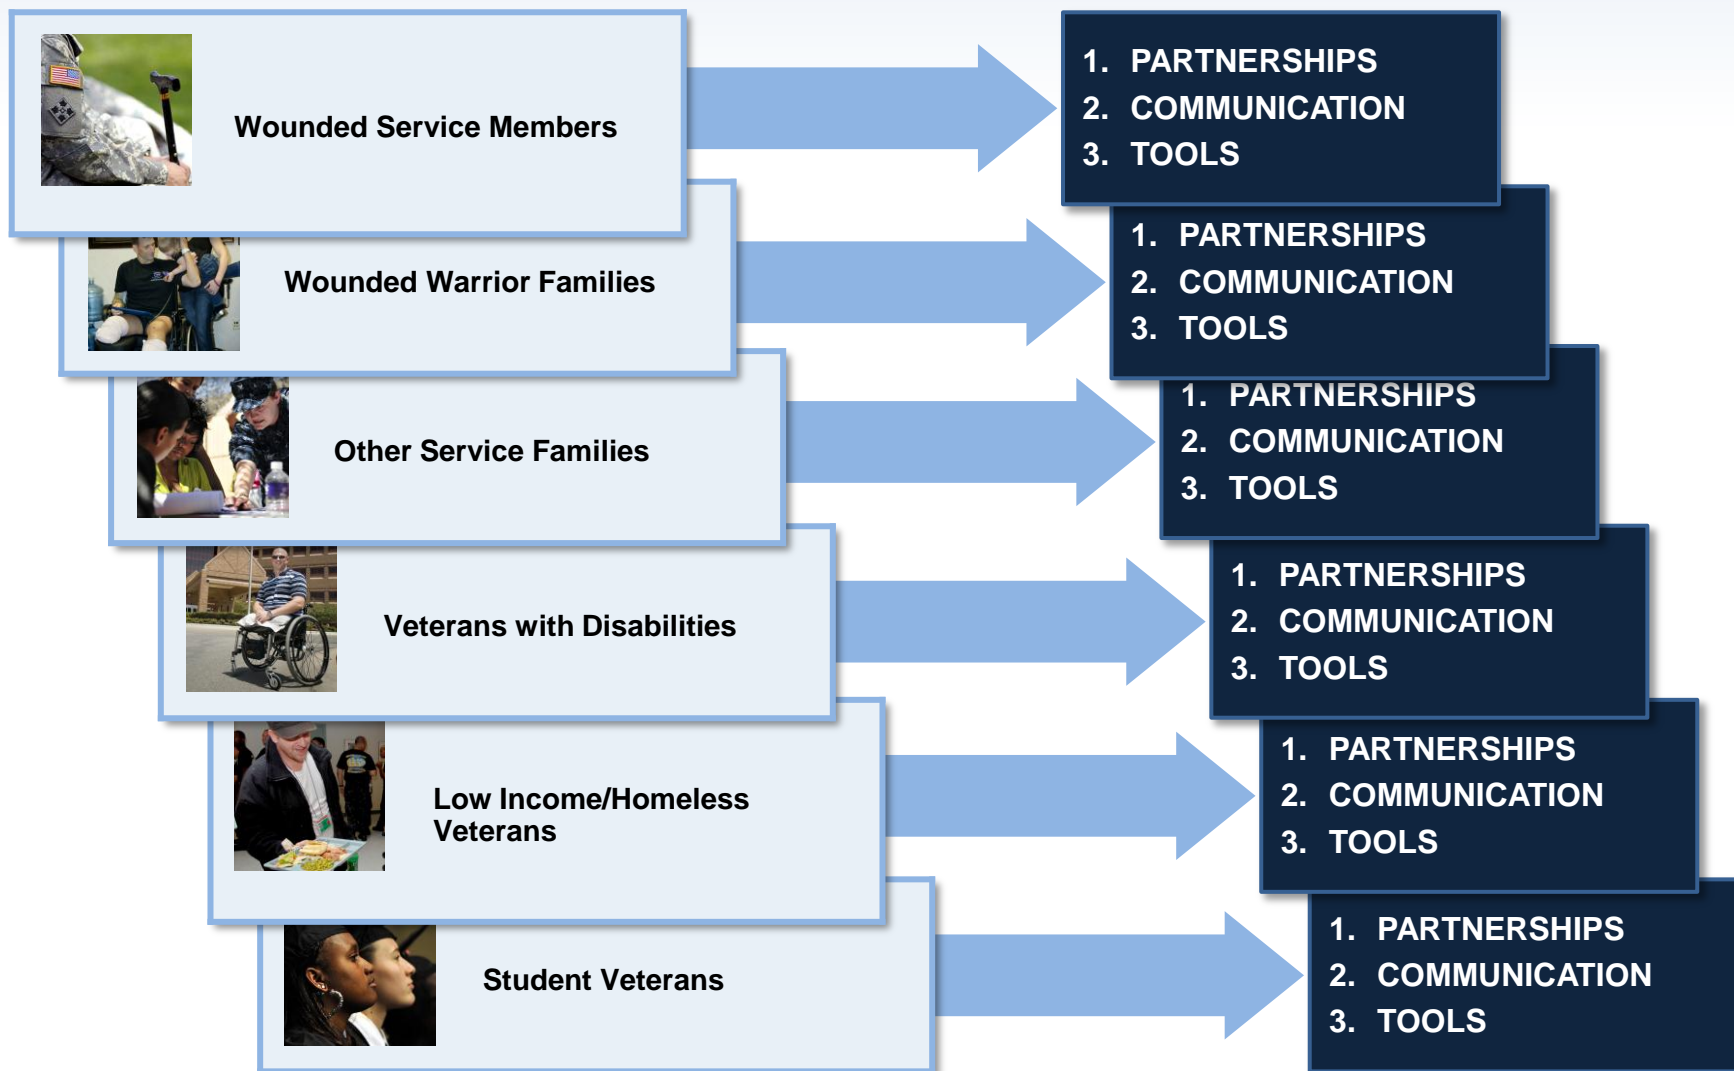 Wounded Service Members
1. PARTNERSHIPS
2. COMMUNICATION
3. TOOLS
Wounded Warrior Families
1. PARTNERSHIPS
2. COMMUNICATION
3. TOOLS
Other Service Families
1. PARTNERSHIPS
2. COMMUNICATION
3. TOOLS
Veterans with Disabilities
1. PARTNERSHIPS
2. COMMUNICATION
3. TOOLS
Low Income/Homeless
Veterans
1. PARTNERSHIPS
2. COMMUNICATION
3. TOOLS
Student Veterans
1. PARTNERSHIPS
2. COMMUNICATION
3. TOOLS